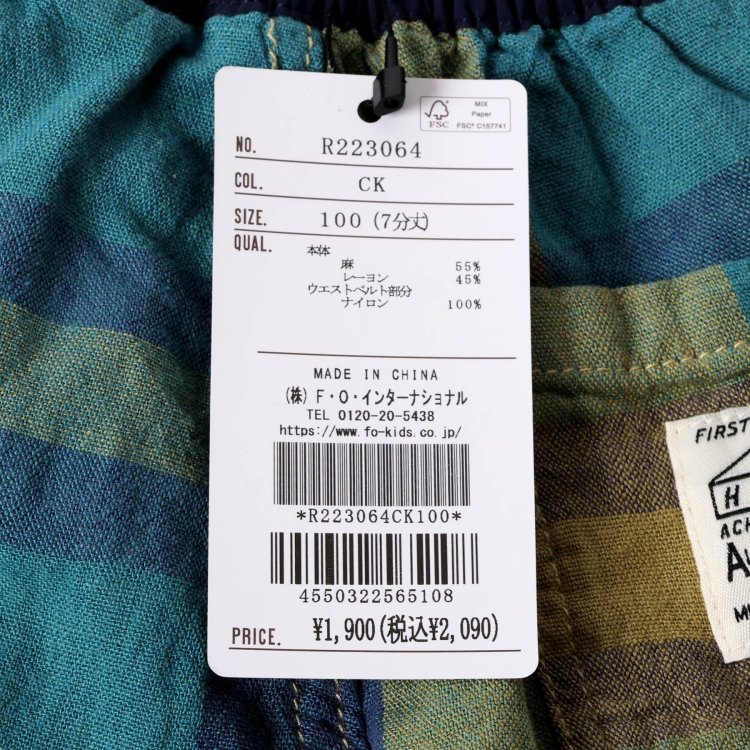 FSC
MIX
Paper
FSC® C157741
NO. R223064
COL. CK
SIZE. 100 (7分丈)
QUAL.
本体
麻 55%
レーヨン 45%
ウエストベルト部分
ナイロン 100%
MADE IN CHINA
(株) F・O・インターナショナル
TEL 0120-20-5438
https://www.fo-kids.co.jp/
*R223064CK100*
4550322565108
PRICE. ¥1,900(税込¥2,090)
FIRST
H